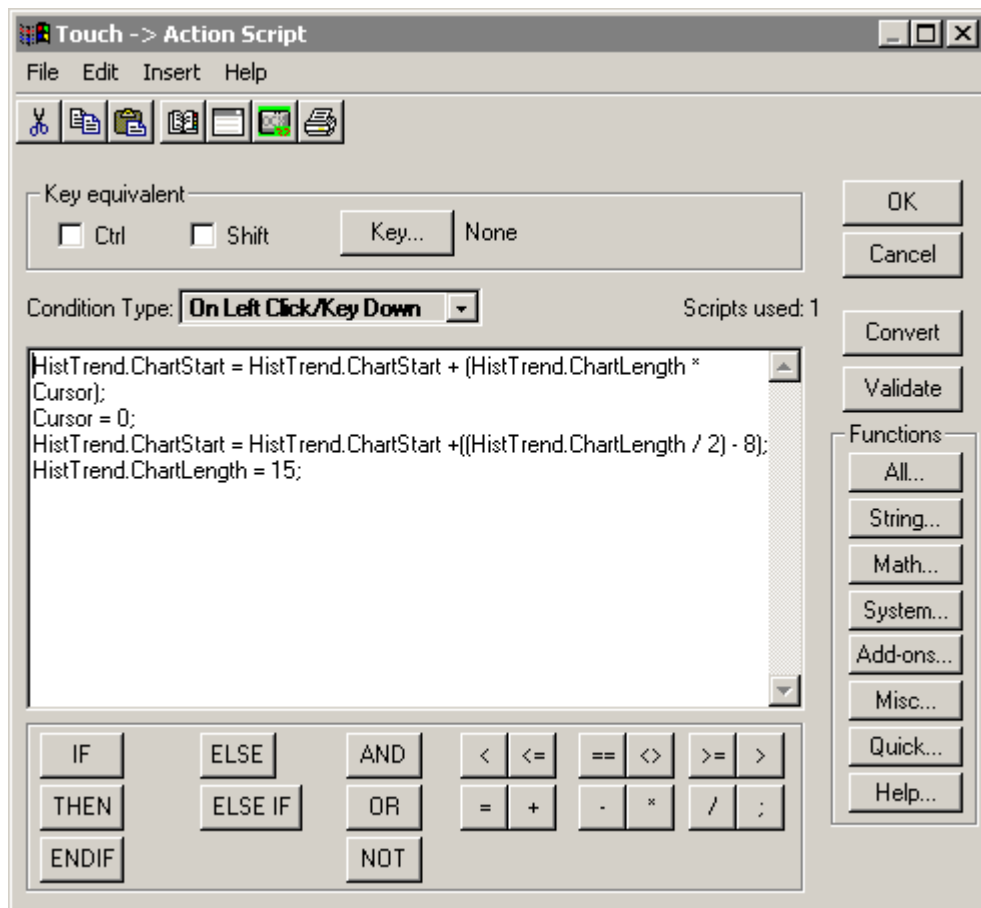 Touch -> Action Script
File Edit Insert Help
Key equivalent
Ctrl Shift Key... None
OK
Cancel
Condition Type: On Left Click/Key Down Scripts used: 1
Convert
Validate
HistTrend.ChartStart = HistTrend.ChartStart + (HistTrend.ChartLength *
Cursor);
Cursor = 0;
HistTrend.ChartStart = HistTrend.ChartStart +((HistTrend.ChartLength / 2) - 8);
HistTrend.ChartLength = 15;
Functions
All...
String...
Math...
System...
Add-ons...
Misc...
Quick...
Help...
IF ELSE AND < <= == <> >= >
THEN ELSE IF OR = + - * / ;
ENDIF NOT